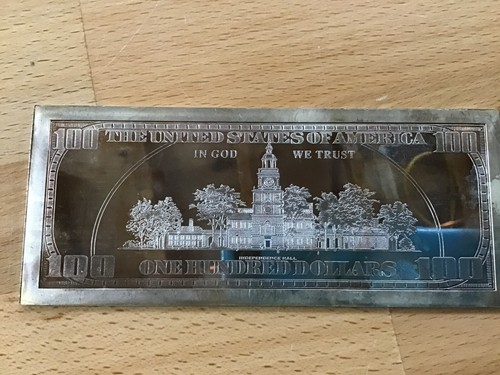 100 THE UNITED STATES OF AMERICA 100
IN GOD WE TRUST
INDEPENDENCE HALL
100 ONE HUNDRED DOLLARS 100